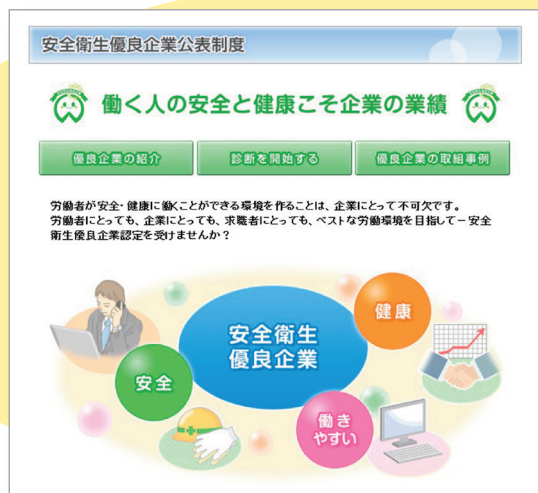 安全衛生優良企業公表制度
働く人の安全と健康こそ企業の業績
優良企業の紹介
診断を開始する
優良企業の取組事例
労働者が安全・健康に働くことができる環境を作ることは、企業にとって不可欠です。
労働者にとっても、企業にとっても、求職者にとっても、ベストな労働環境を目指して－安全
衛生優良企業認定を受けませんか？
安全衛生
優良企業
健康
安全
働き
やすい